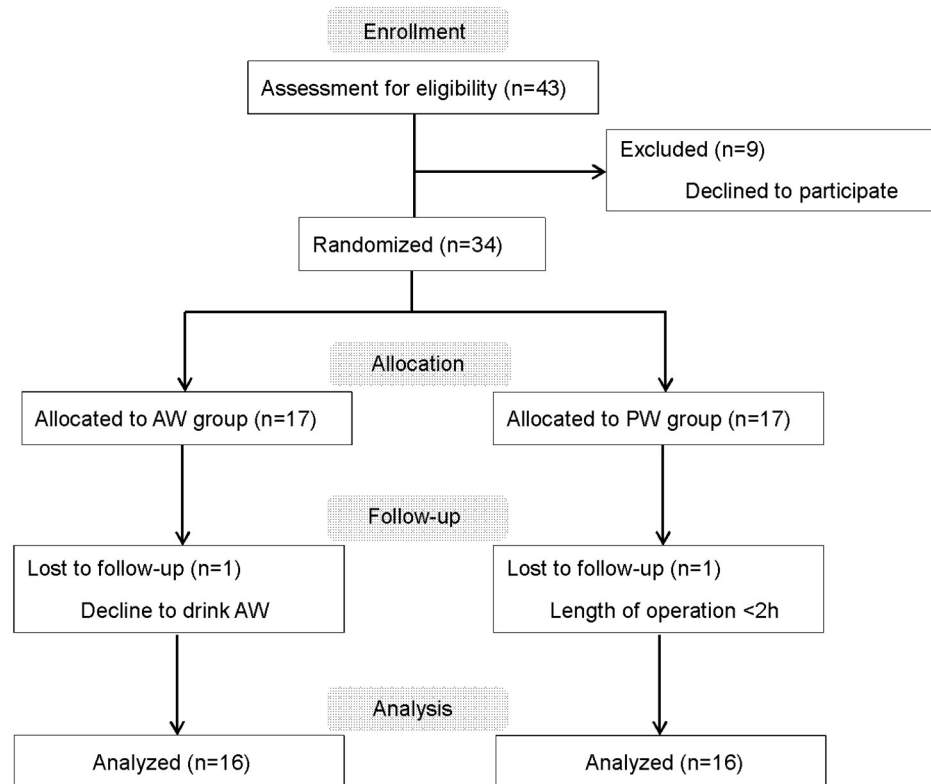 Enrollment
Assessment for eligibility (n=43)
Excluded (n=9)
Declined to participate
Randomized (n=34)
Allocation
Allocated to AW group (n=17)
Allocated to PW group (n=17)
Follow-up
Lost to follow-up (n=1)
Decline to drink AW
Lost to follow-up (n=1)
Length of operation <2h
Analysis
Analyzed (n=16)
Analyzed (n=16)